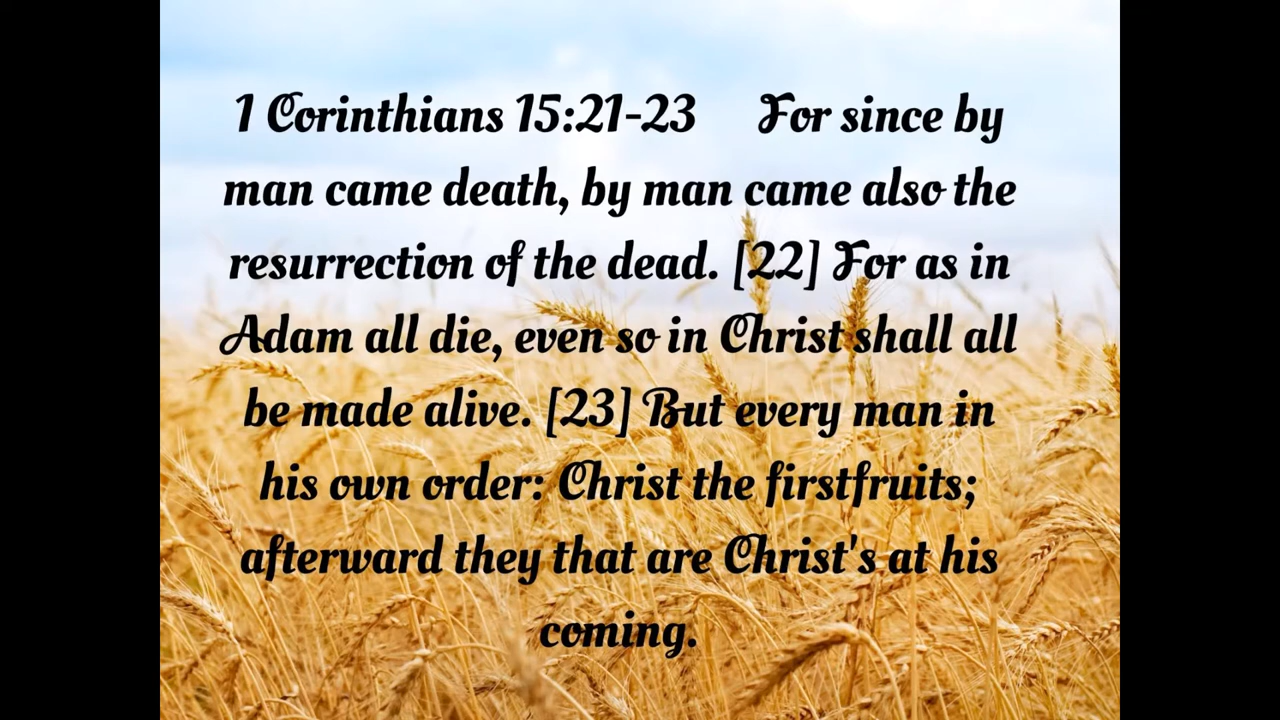 1 Corinthians 15:21-23 For since by
man came death, by man came also the
resurrection of the dead. [22] For as in
Adam all die, even so in Christ shall all
be made alive. [23] But every man in
his own order: Christ the firstfruits;
afterward they that are Christ's at his
coming.